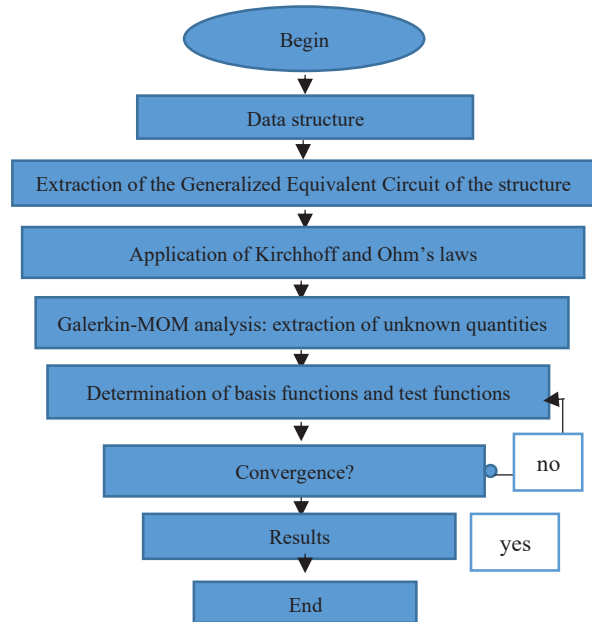 Begin
Data structure
Extraction of the Generalized Equivalent Circuit of the structure
Application of Kirchhoff and Ohm's laws
Galerkin-MOM analysis: extraction of unknown quantities
Determination of basis functions and test functions
no
Convergence?
Results
yes
End